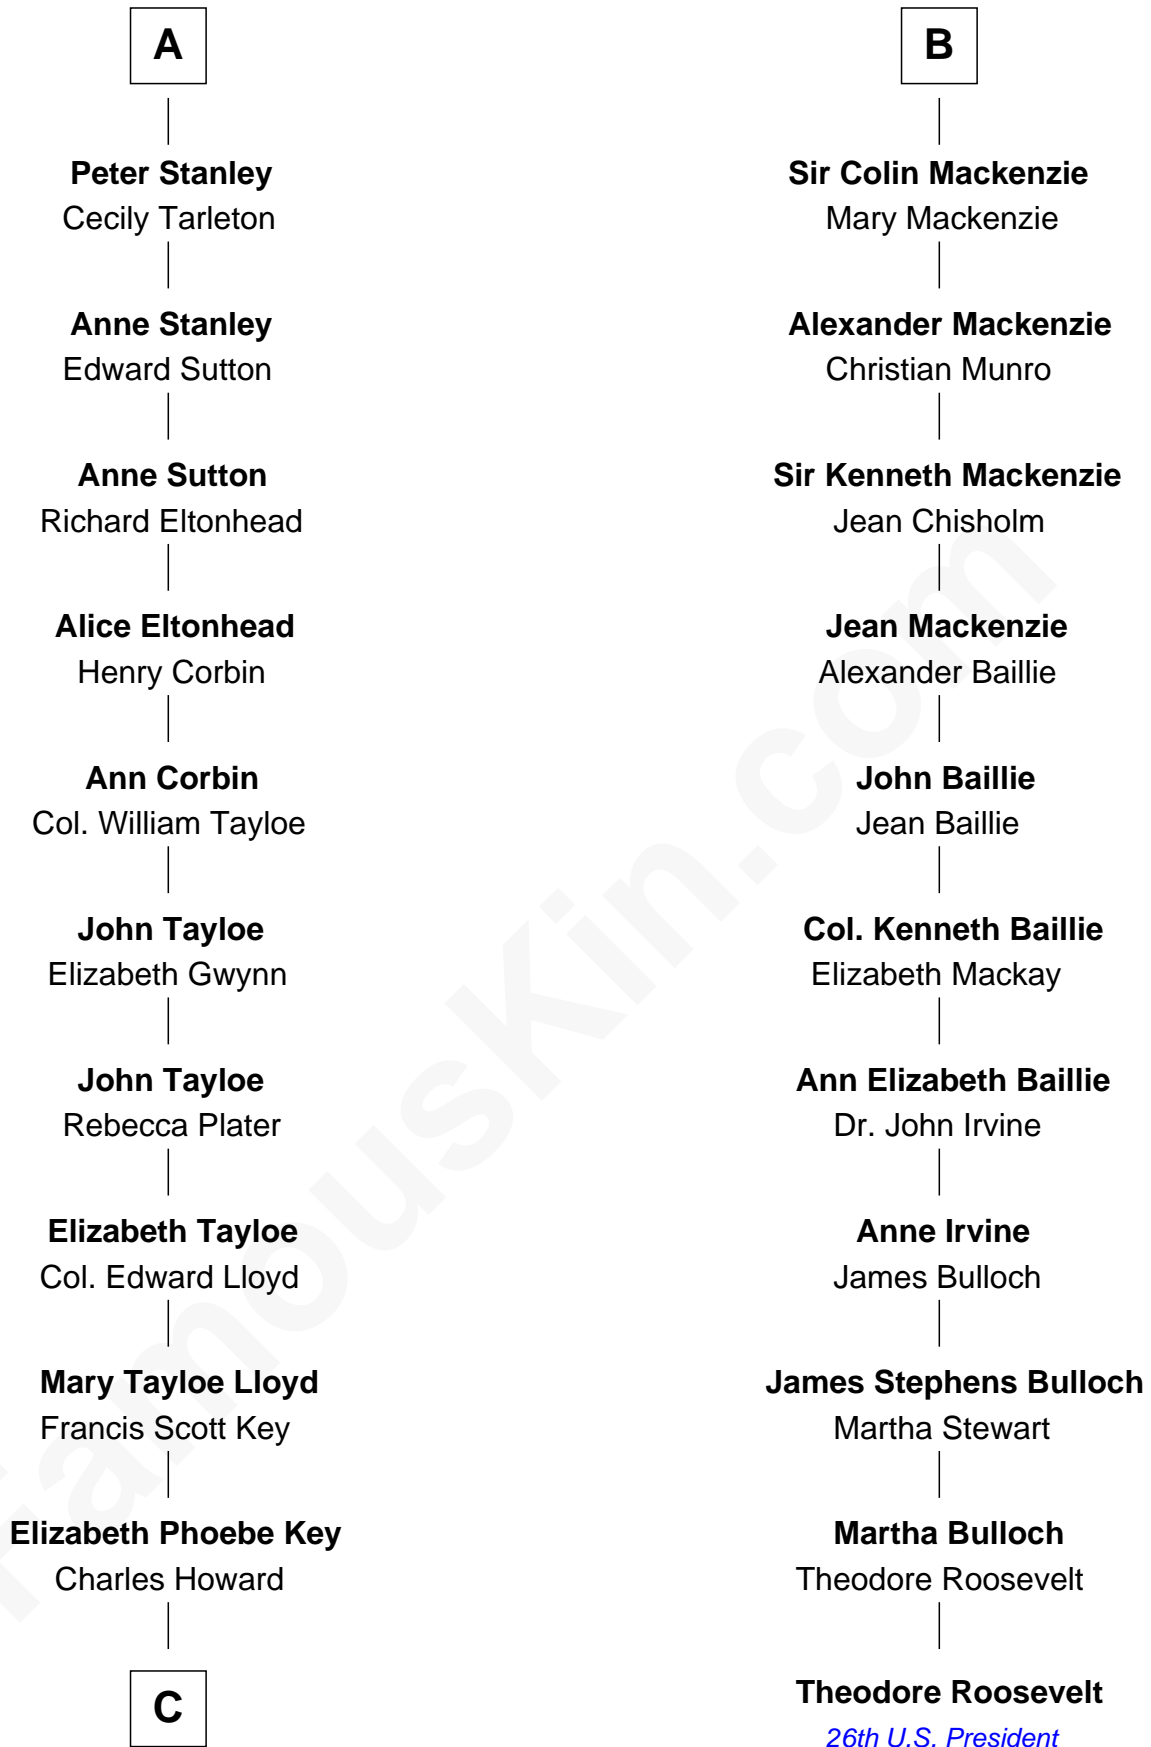 A
Peter Stanley
Cecily Tarleton
Anne Stanley
Edward Sutton
Anne Sutton
Richard Eltonhead
Alice Eltonhead
Henry Corbin
Ann Corbin
Col. William Tayloe
John Tayloe
Elizabeth Gwynn
John Tayloe
Rebecca Plater
Elizabeth Tayloe
Col. Edward Lloyd
Mary Tayloe Lloyd
Francis Scott Key
Elizabeth Phoebe Key
Charles Howard
C
B
Sir Colin Mackenzie
Mary Mackenzie
Alexander Mackenzie
Christian Munro
Sir Kenneth Mackenzie
Jean Chisholm
Jean Mackenzie
Alexander Baillie
John Baillie
Jean Baillie
Col. Kenneth Baillie
Elizabeth Mackay
Ann Elizabeth Baillie
Dr. John Irvine
Anne Irvine
James Bulloch
James Stephens Bulloch
Martha Stewart
Martha Bulloch
Theodore Roosevelt
Theodore Roosevelt
26th U.S. President
FamousKin.com